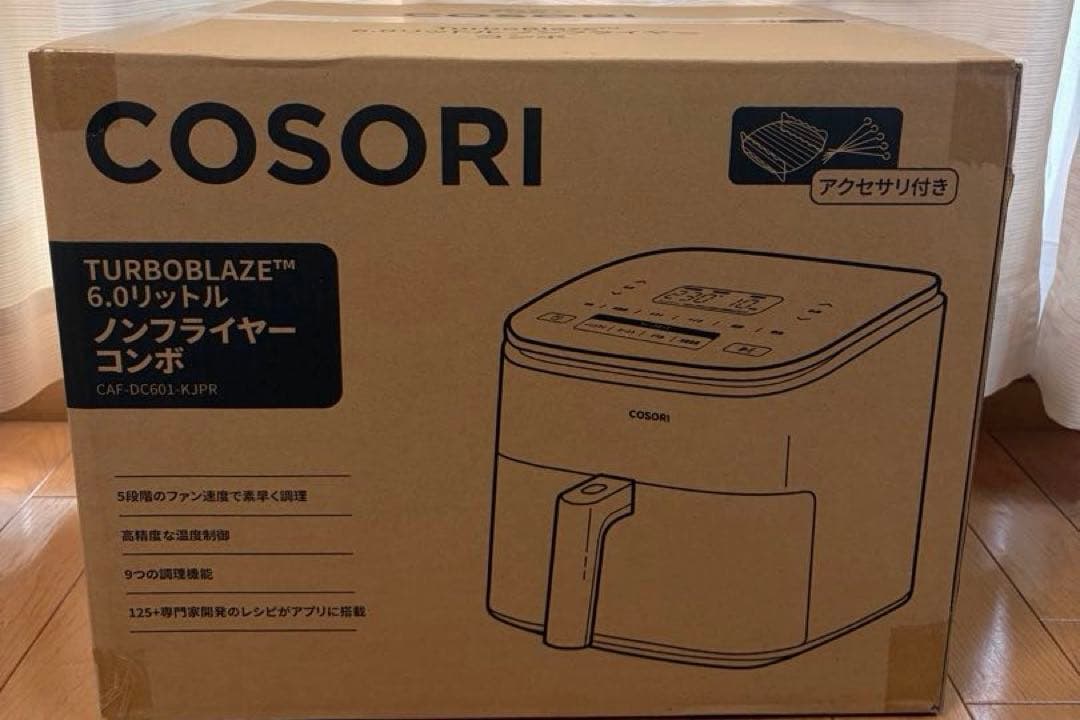 COSORI
COSORI
アクセサリ付き
TURBOBLAZE™
6.0リットル
ノンフライヤー
コンボ
CAF-DC601-KJPR
COSORI
5段階のファン速度で素早く調理
高精度な温度制御
9つの調理機能
125+専門家開発のレシピがアプリに搭載